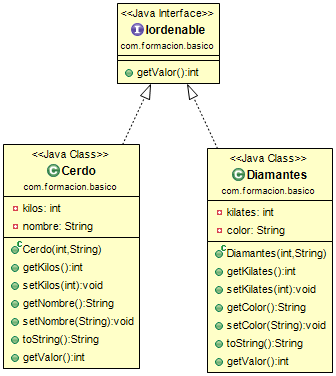 <<Java Interface>>
Iordenable
com.formacion.basico
getValor():int
<<Java Class>>
Cerdo
com.formacion.basico
kilos: int
nombre: String
Cerdo(int,String)
getKilos():int
setKilos(int):void
getNombre():String
setNombre(String):void
toString():String
getValor():int
<<Java Class>>
Diamantes
com.formacion.basico
kilates: int
color: String
Diamantes(int,String)
getKilates():int
setKilates(int):void
getColor():String
setColor(String):void
toString():String
getValor():int